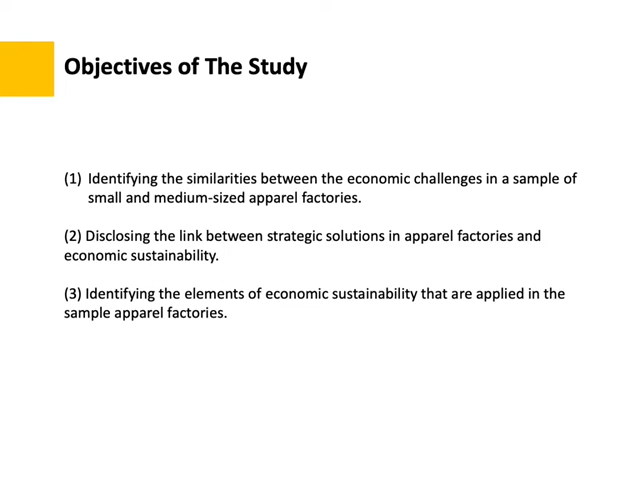 Objectives of The Study
(1) Identifying the similarities between the economic challenges in a sample of
small and medium-sized apparel factories.
(2) Disclosing the link between strategic solutions in apparel factories and
economic sustainability.
(3) Identifying the elements of economic sustainability that are applied in the
sample apparel factories.